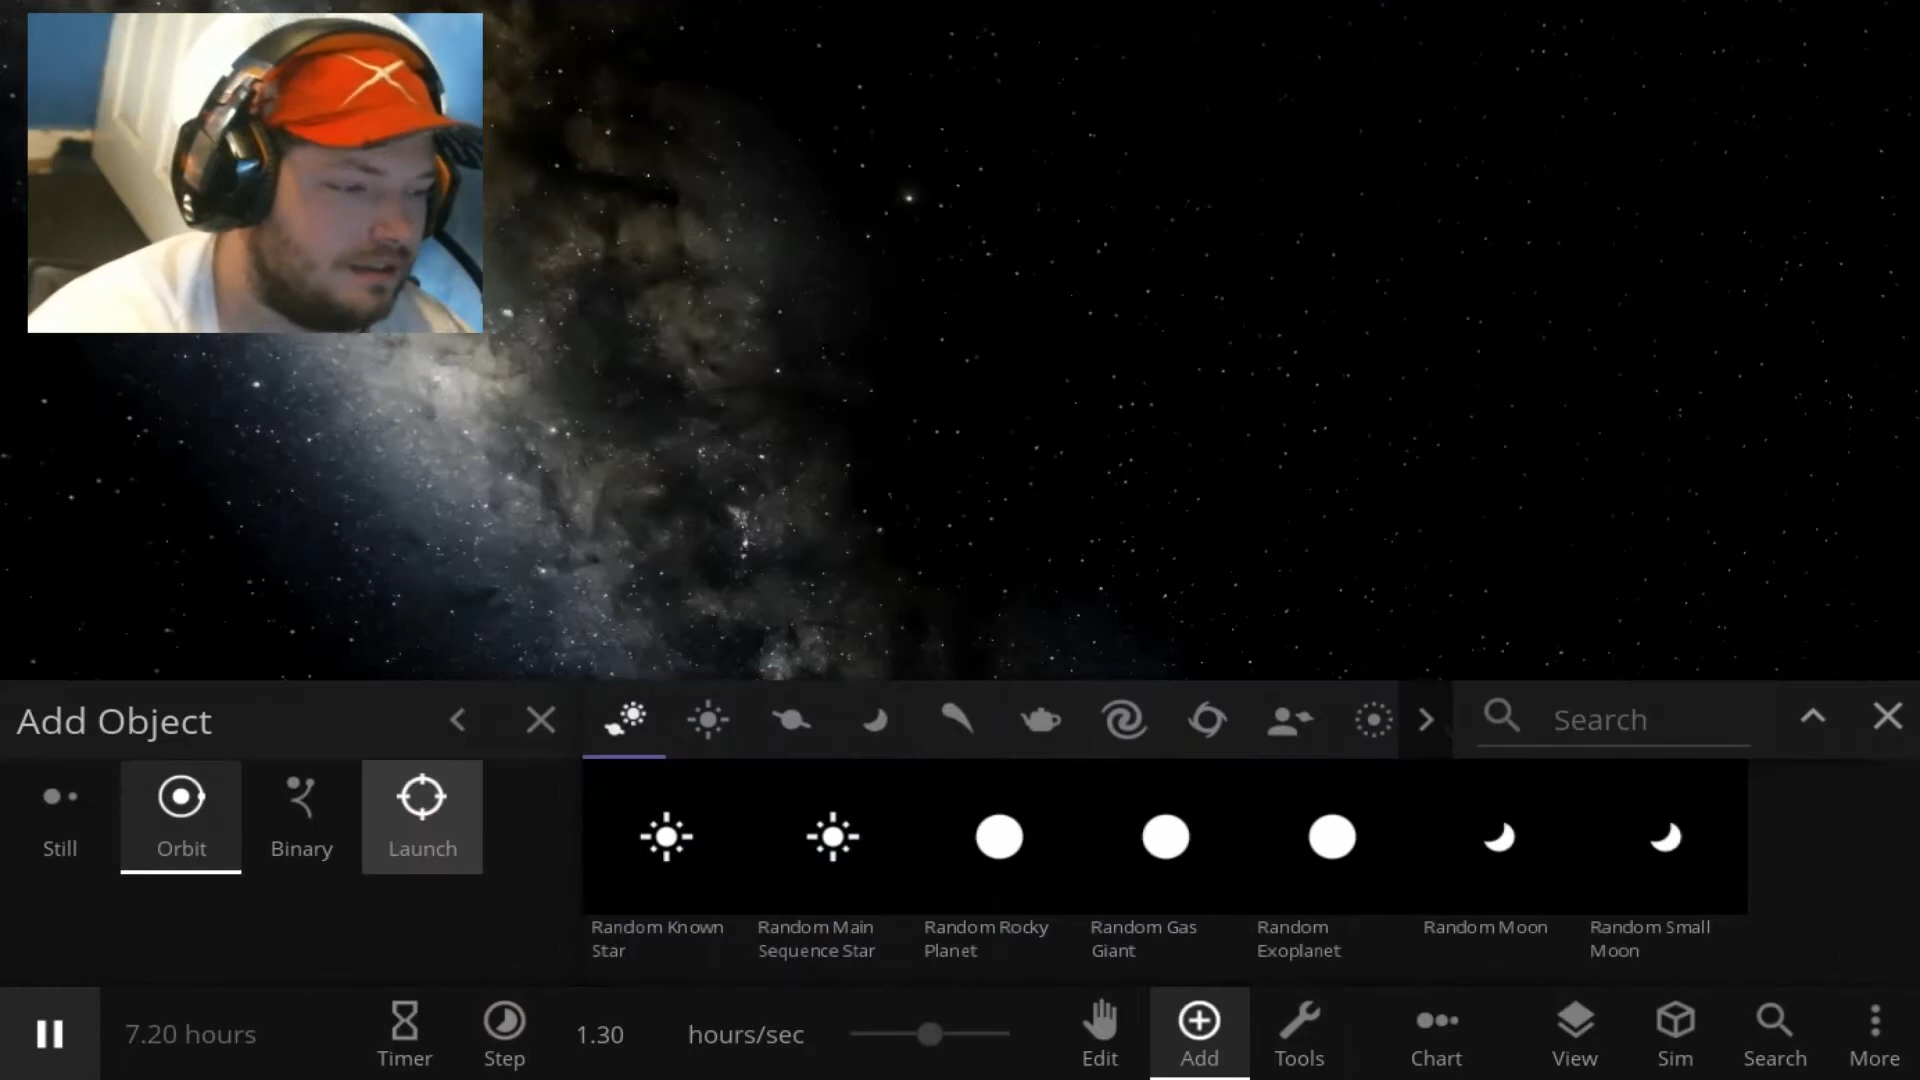 Add Object
Search
Still
Orbit
Binary
Launch
Random Known
Star
Random Main
Sequence Star
Random Rocky
Planet
Random Gas
Giant
Random
Exoplanet
Random Moon
Random Small
Moon
7.20 hours
Timer
Step
1.30
hours/sec
Edit
Add
Tools
Chart
View
Sim
Search
More